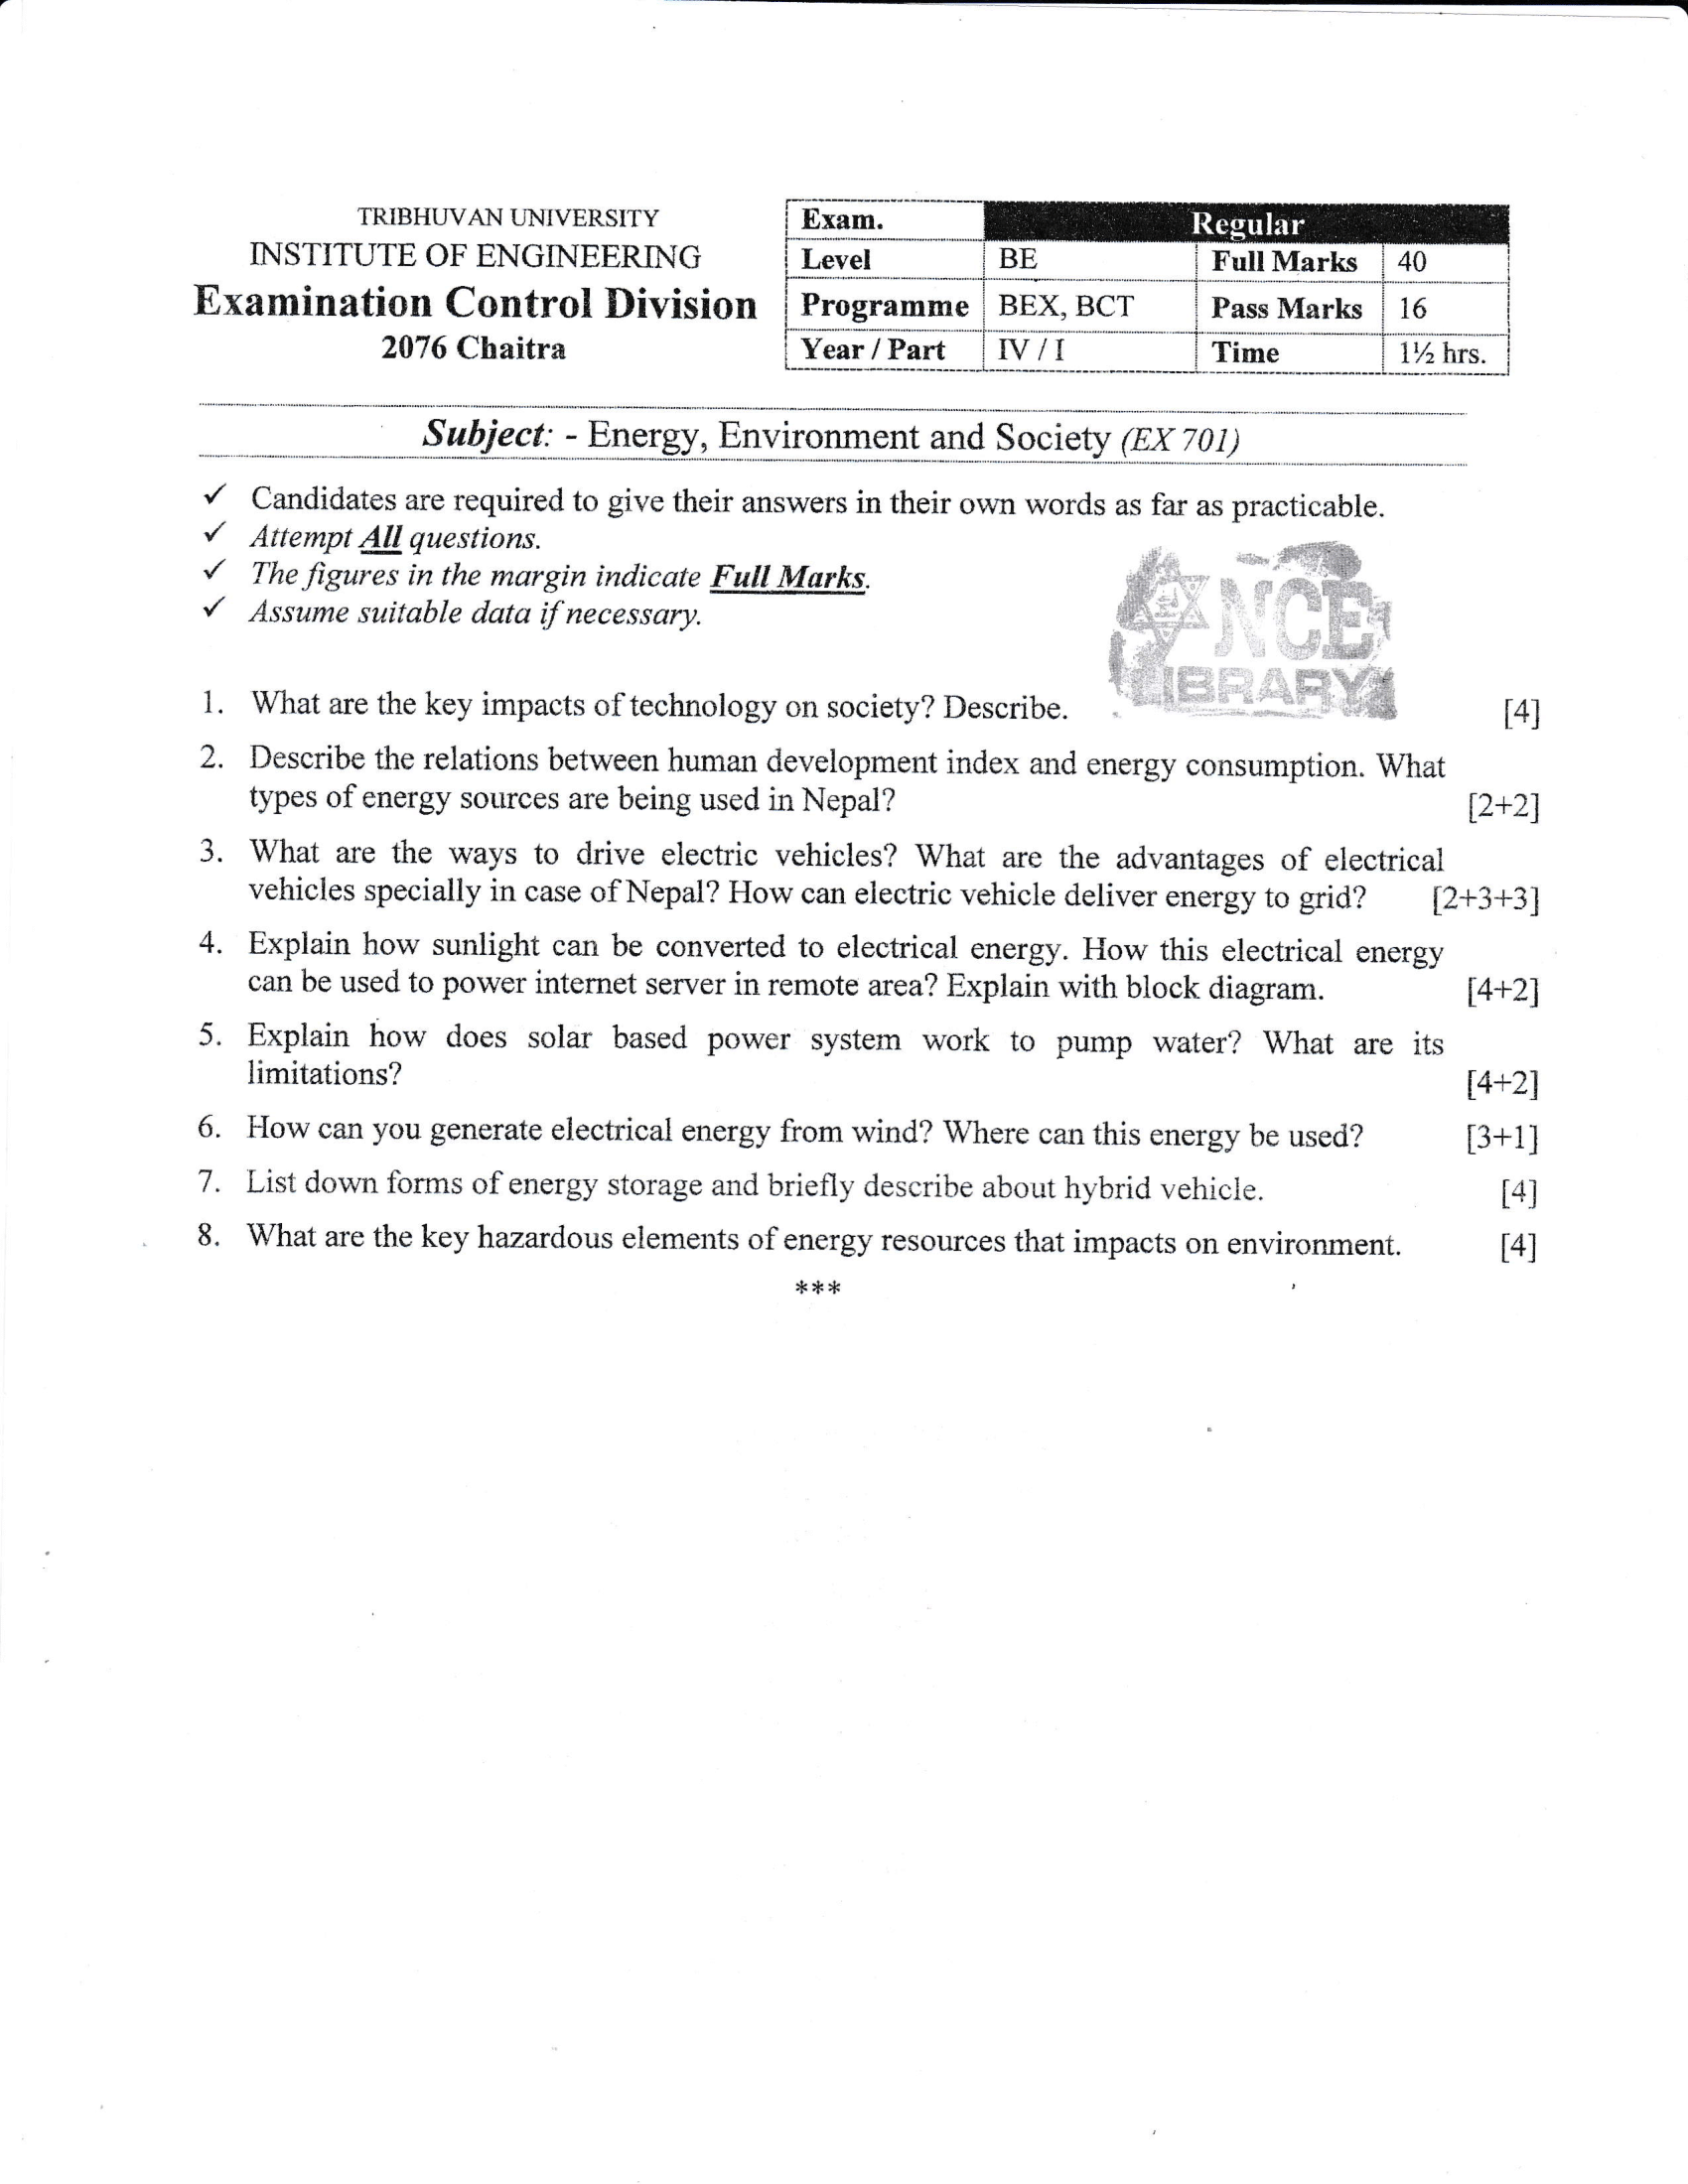 TRIBHUVAN UNIVERSITY
INSTITUTE OF ENGINEERING
Examination Control Division
2076 Chaitra
Exam. Regular
Level BE Full Marks 40
Programme BEX, BCT Pass Marks 16
Year / Part IV / I Time 1½ hrs.
Subject: - Energy, Environment and Society (EX 701)
✓ Candidates are required to give their answers in their own words as far as practicable.
✓ Attempt All questions.
✓ The figures in the margin indicate Full Marks.
✓ Assume suitable data if necessary.
NCE
LIBRARY
1. What are the key impacts of technology on society? Describe. [4]
2. Describe the relations between human development index and energy consumption. What
types of energy sources are being used in Nepal? [2+2]
3. What are the ways to drive electric vehicles? What are the advantages of electrical
vehicles specially in case of Nepal? How can electric vehicle deliver energy to grid? [2+3+3]
4. Explain how sunlight can be converted to electrical energy. How this electrical energy
can be used to power internet server in remote area? Explain with block diagram. [4+2]
5. Explain how does solar based power system work to pump water? What are its
limitations? [4+2]
6. How can you generate electrical energy from wind? Where can this energy be used? [3+1]
7. List down forms of energy storage and briefly describe about hybrid vehicle. [4]
8. What are the key hazardous elements of energy resources that impacts on environment. [4]
***